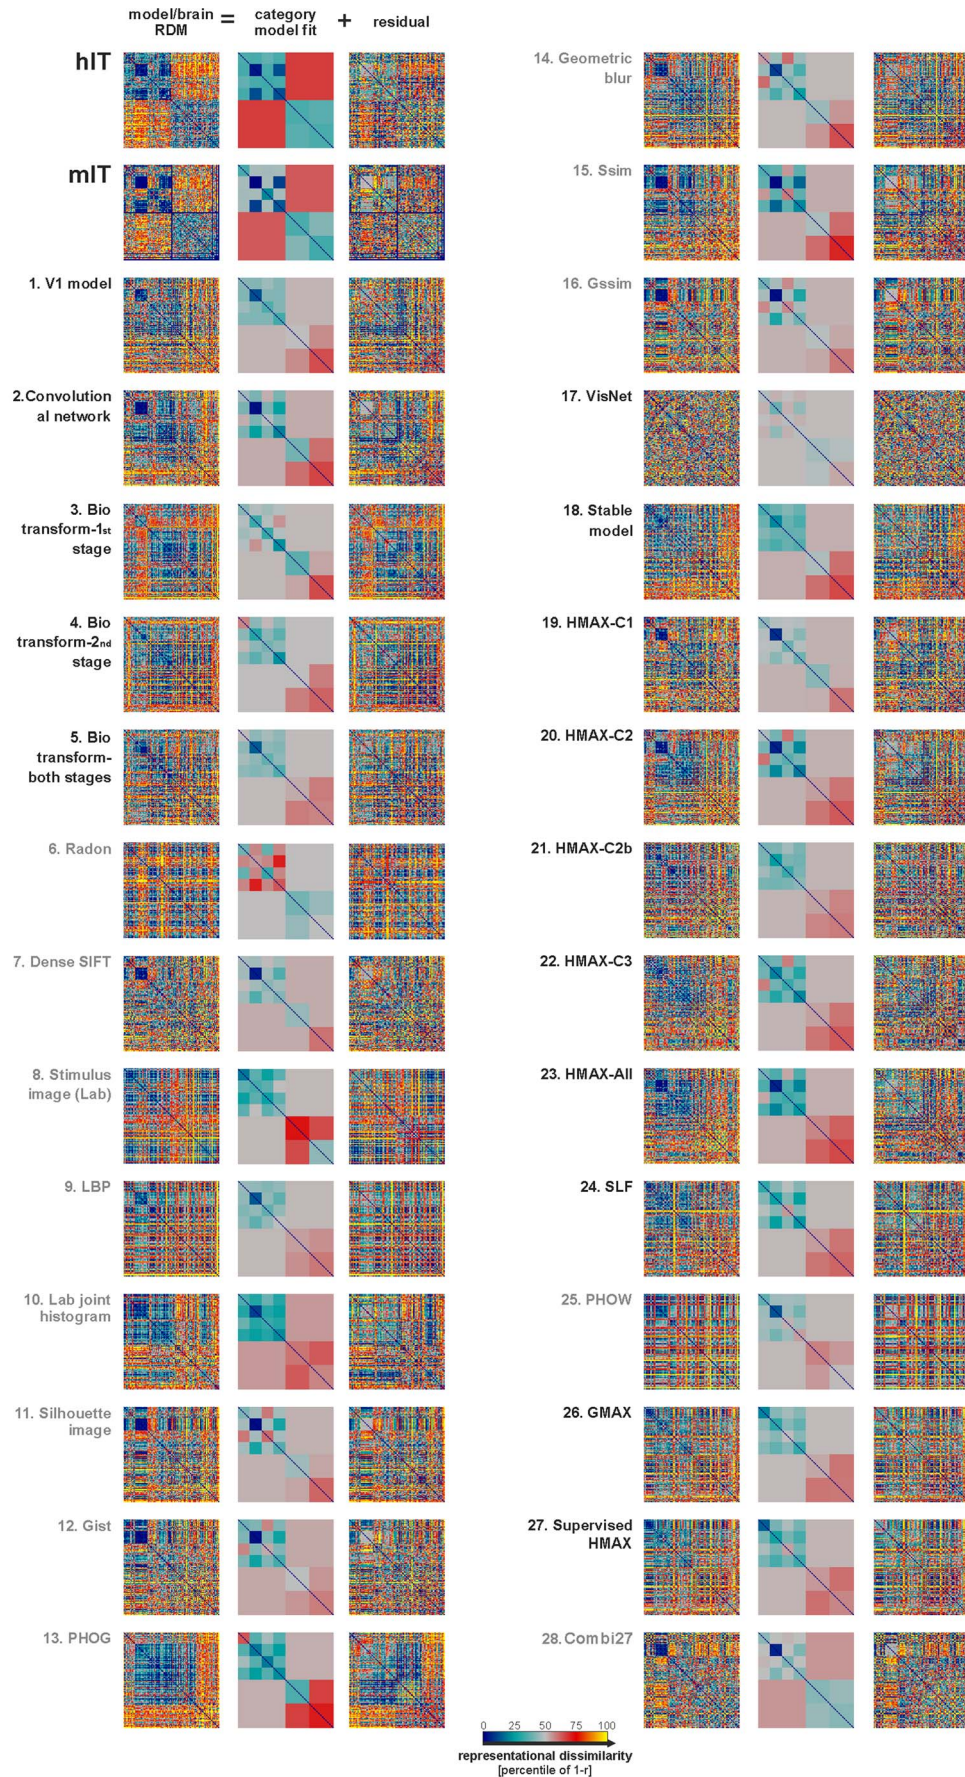 model/brain RDM = category model fit + residual
hIT
mIT
1. V1 model
2.Convolution
al network
3. Bio
transform-1st
stage
4. Bio
transform-2nd
stage
5. Bio
transform-
both stages
6. Radon
7. Dense SIFT
8. Stimulus
image (Lab)
9. LBP
10. Lab joint
histogram
11. Silhouette
image
12. Gist
13. PHOG
14. Geometric
blur
15. Ssim
16. Gssim
17. VisNet
18. Stable
model
19. HMAX-C1
20. HMAX-C2
21. HMAX-C2b
22. HMAX-C3
23. HMAX-All
24. SLF
25. PHOW
26. GMAX
27. Supervised
HMAX
28. Combi27
0 25 50 75 100
representational dissimilarity
[percentile of 1-r]